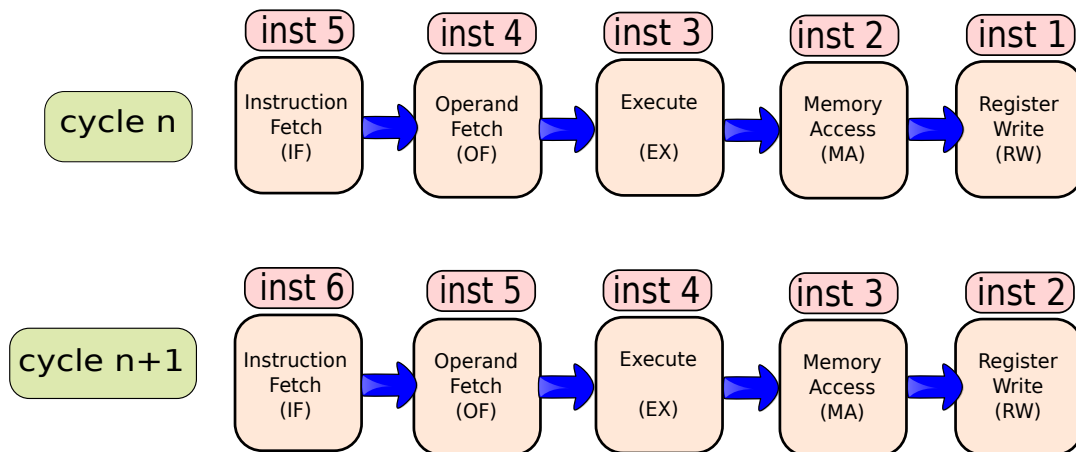 inst 5
inst 4
inst 3
inst 2
inst 1
cycle n
Instruction
Fetch
(IF)
Operand
Fetch
(OF)
Execute
(EX)
Memory
Access
(MA)
Register
Write
(RW)
inst 6
inst 5
inst 4
inst 3
inst 2
cycle n+1
Instruction
Fetch
(IF)
Operand
Fetch
(OF)
Execute
(EX)
Memory
Access
(MA)
Register
Write
(RW)